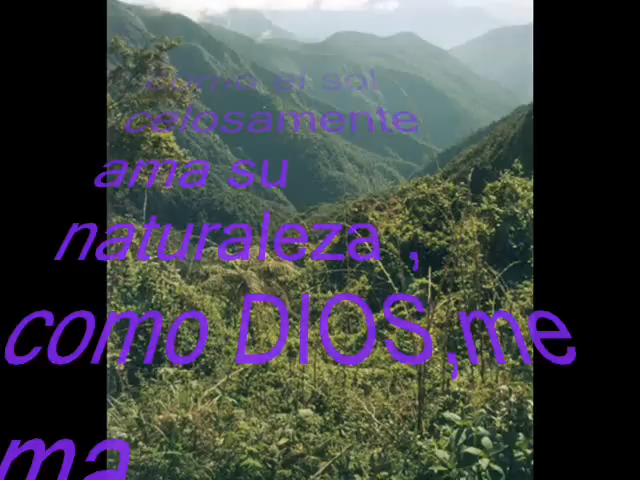 como el sol
celosamente
ama su
naturaleza ,
como DIOS,me
ma